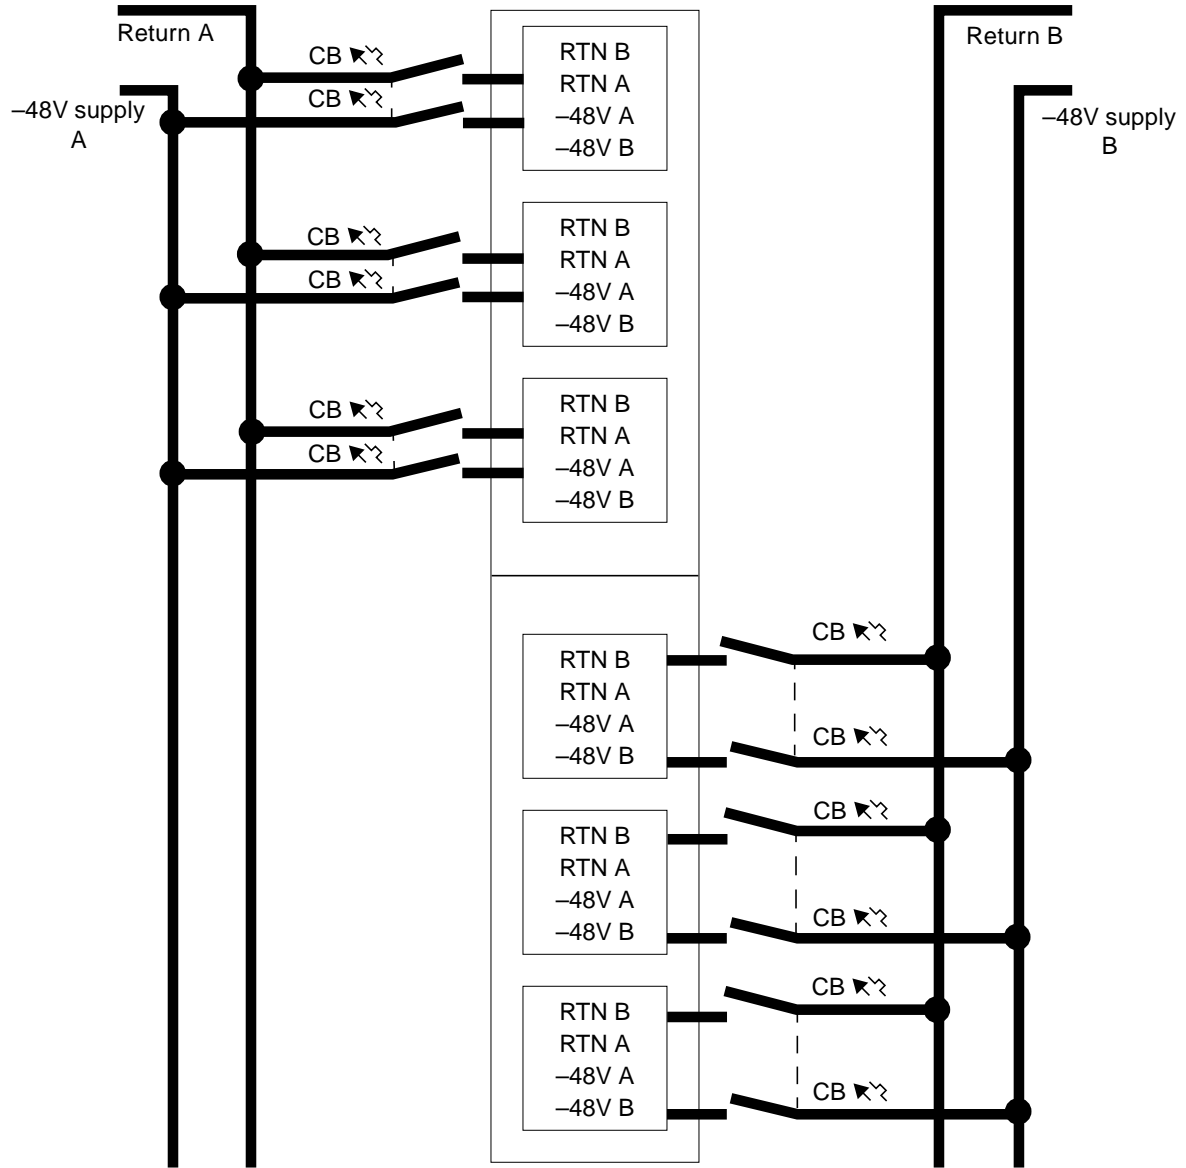 Return A
–48V supply
A
CB
CB
RTN B
RTN A
–48V A
–48V B
Return B
–48V supply
B
CB
CB
RTN B
RTN A
–48V A
–48V B
CB
CB
RTN B
RTN A
–48V A
–48V B
RTN B
RTN A
–48V A
–48V B
CB
CB
RTN B
RTN A
–48V A
–48V B
CB
CB
RTN B
RTN A
–48V A
–48V B
CB
CB